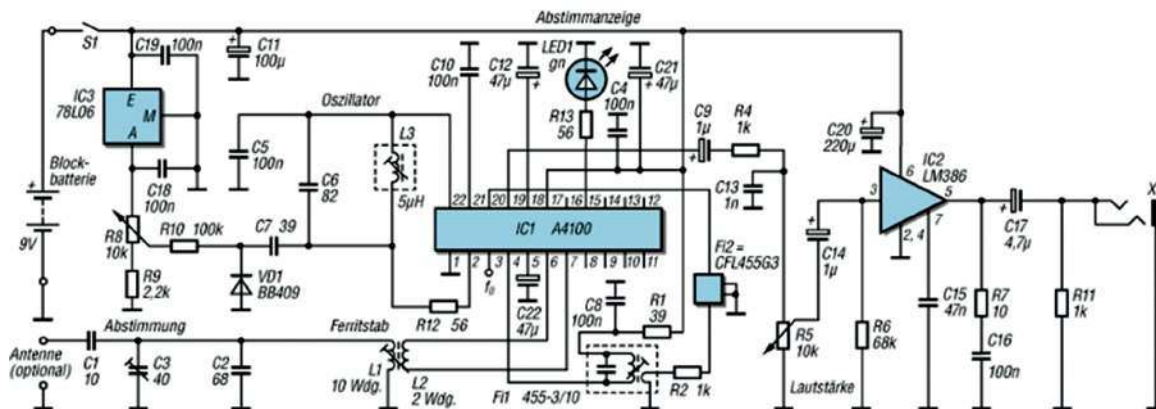 Abstimmanzeige
S1
C19 100n
C11
100µ
IC3
78L06
E
M
A
C10
100n
C12
47µ
LED1
gn
C4
100n
C21
47µ
R13
56
Oszillator
L3
5µH
C5
100n
C6
82
C9
1µ
R4
1k
C20
220µ
IC2
LM386
Block-
batterie
9V
C18
100n
C7 39
R8
10k
R10 100k
R9
2,2k
VD1
BB409
22 21 20 19 18 17 16 15 14 13 12
IC1 A4100
1 2 3 4 5 6 7 8 9 10 11
f0
C13
1n
Fi2 =
CFL455G3
3
6
5
7
2, 4
C14
1µ
C17
4,7µ
X
R12 56
C22
47µ
C8
100n
R1
39
R5
10k
R6
68k
C15
47n
R7
10
R11
1k
C16
100n
Abstimmung
Antenne
(optional)
C1
10
C3
40
C2
68
Ferritstab
L1
10 Wdg.
L2
2 Wdg.
Fi1 455-3/10
R2 1k
Lautstärke